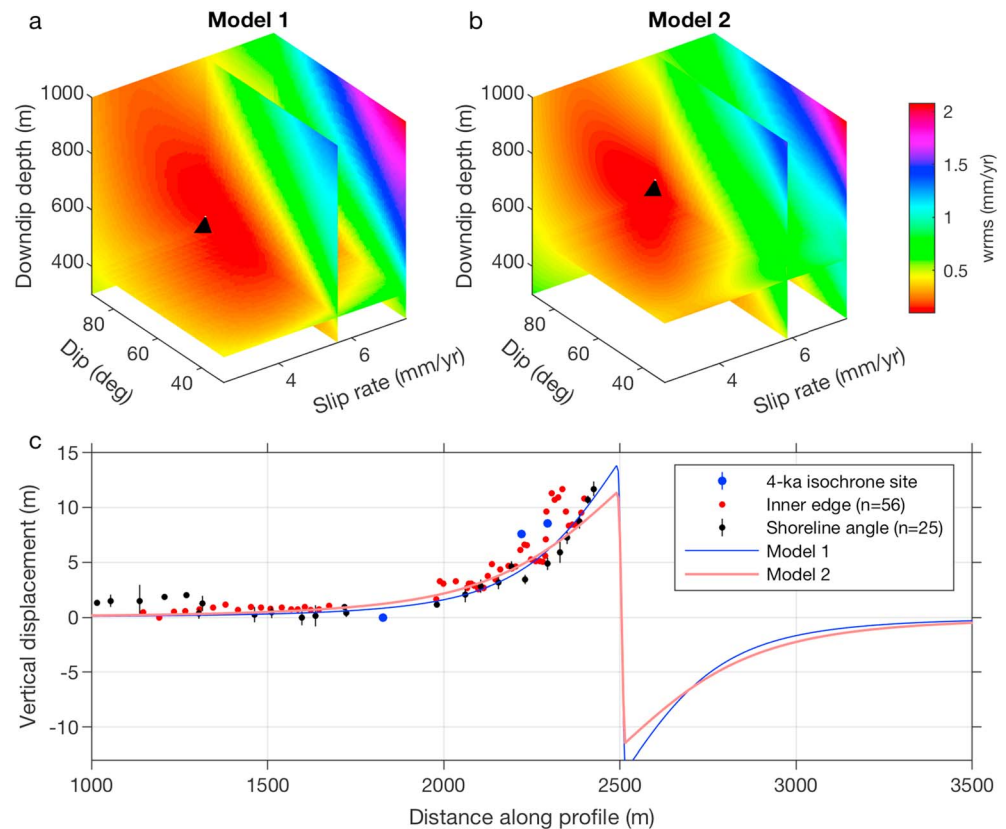 a
Model 1
b
Model 2
Downdip depth (m)
1000
800
600
400
80
60
40
Dip (deg)
4
6
Slip rate (mm/yr)
Downdip depth (m)
1000
800
600
400
80
60
40
Dip (deg)
4
6
Slip rate (mm/yr)
2
1.5
1
0.5
wrms (mm/yr)
c
Vertical displacement (m)
15
10
5
0
-5
-10
4-ka isochrone site
Inner edge (n=56)
Shoreline angle (n=25)
Model 1
Model 2
1000 1500 2000 2500 3000 3500
Distance along profile (m)